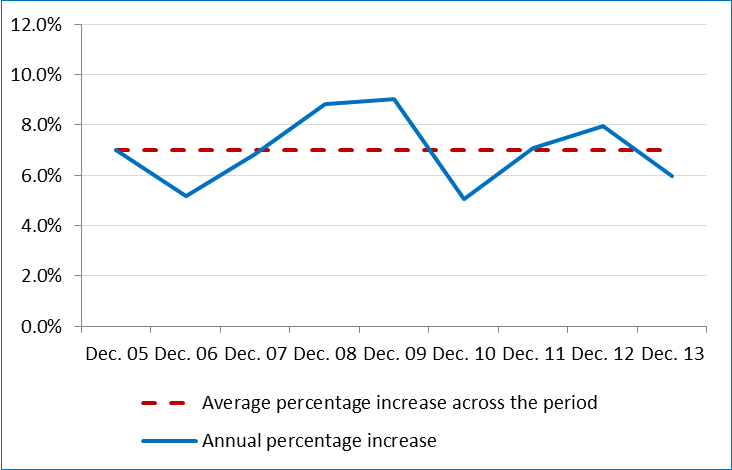 12.0%
10.0%
8.0%
6.0%
4.0%
2.0%
0.0%
Dec. 05 Dec. 06 Dec. 07 Dec. 08 Dec. 09 Dec. 10 Dec. 11 Dec. 12 Dec. 13
Average percentage increase across the period
Annual percentage increase